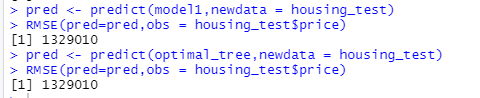 > pred <- predict(model1,newdata = housing_test)
> RMSE(pred=pred,obs = housing_test$price)
[1] 1329010
> pred <- predict(optimal_tree,newdata = housing_test)
> RMSE(pred=pred,obs = housing_test$price)
[1] 1329010